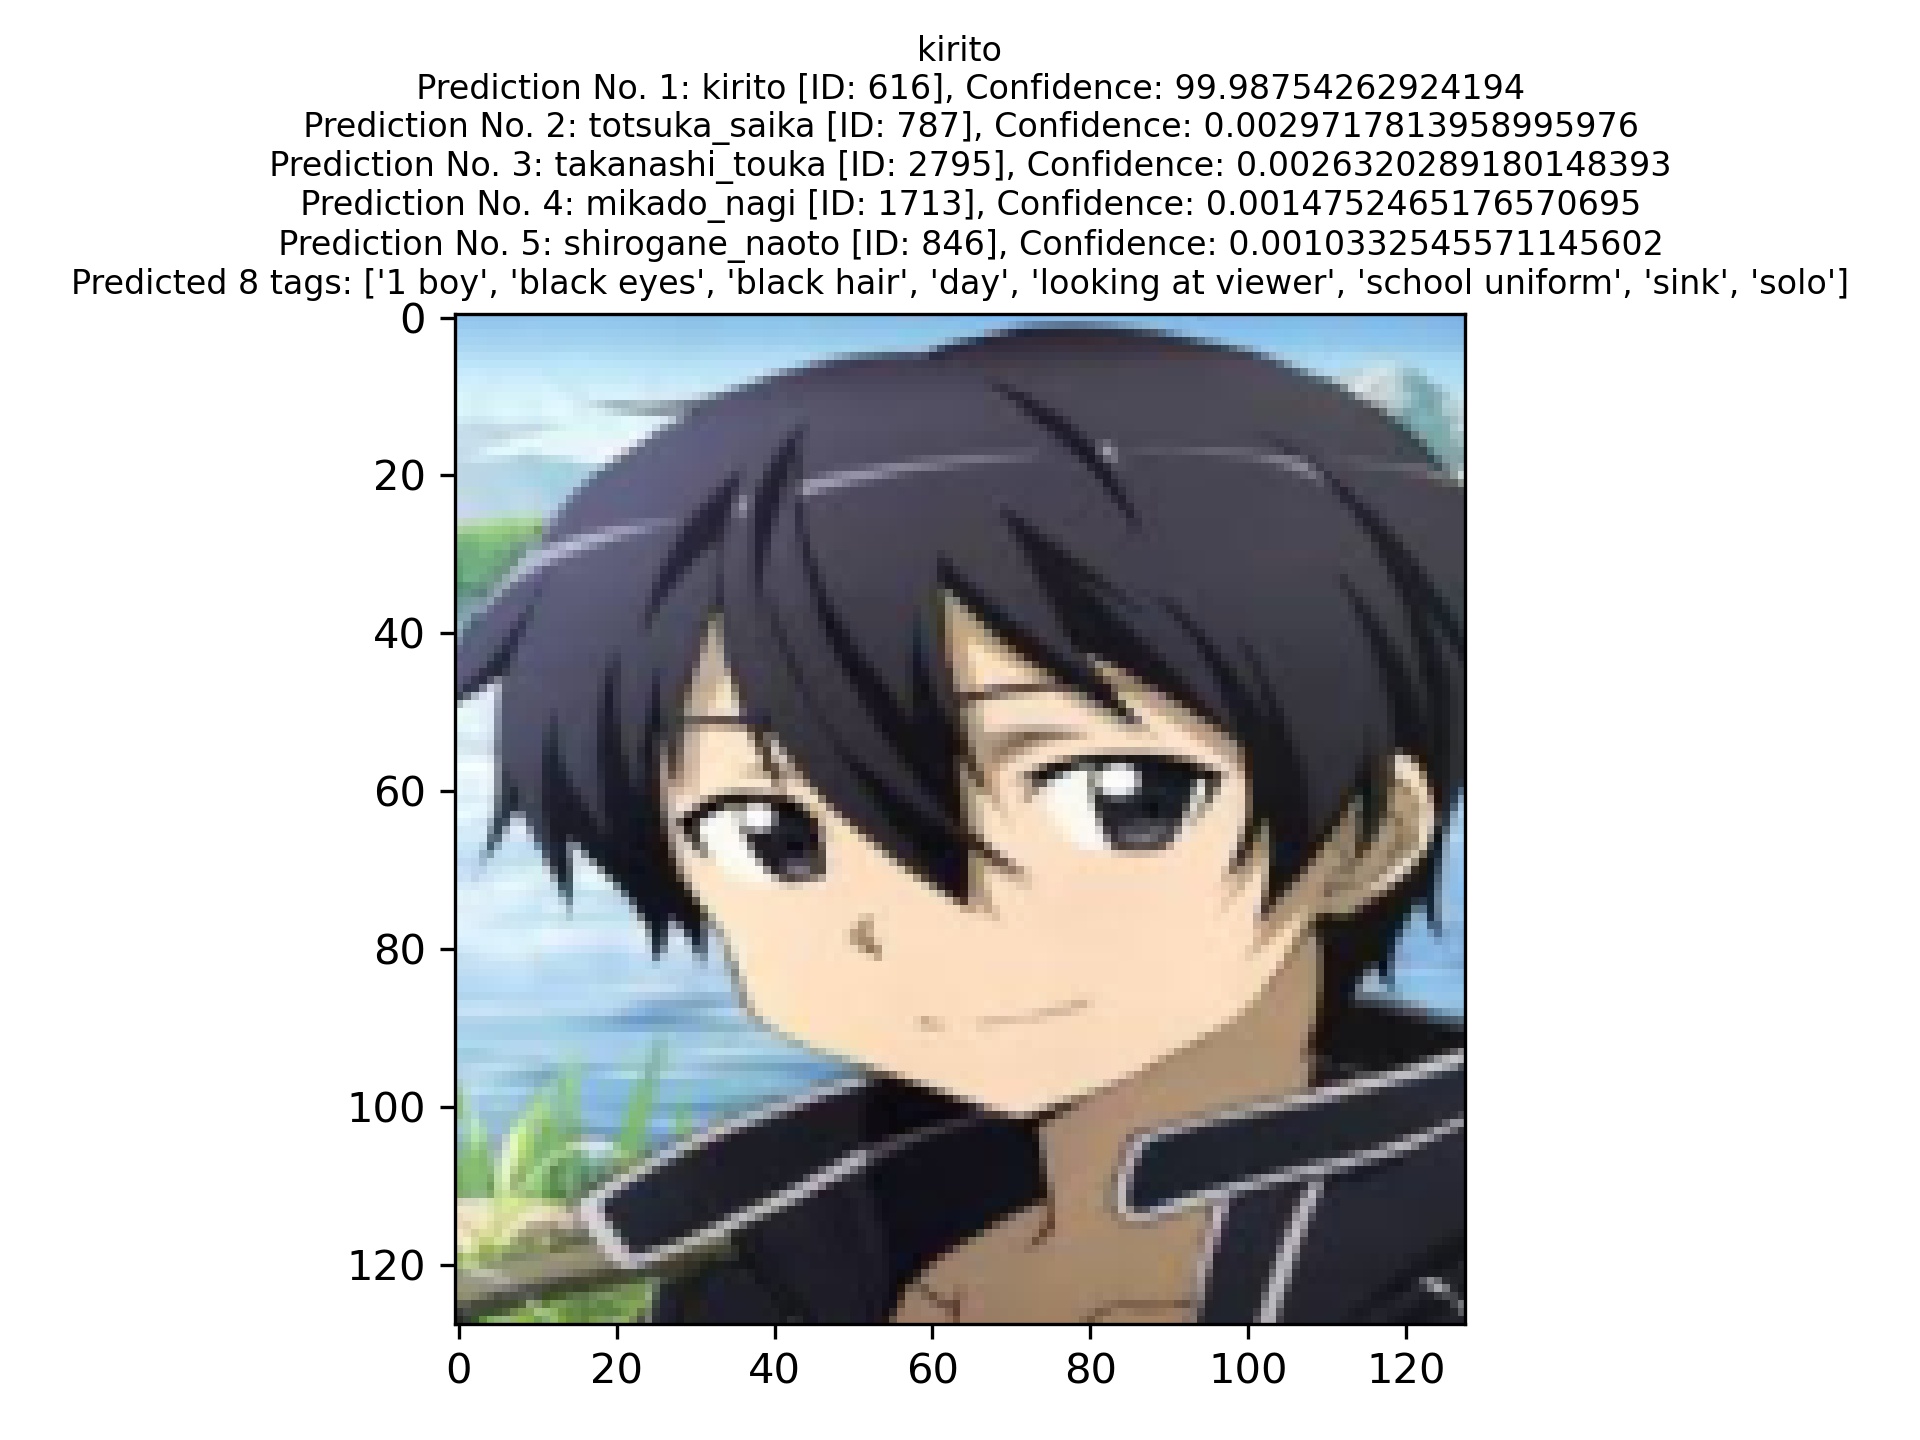 kirito
Prediction No. 1: kirito [ID: 616], Confidence: 99.98754262924194
Prediction No. 2: totsuka_saika [ID: 787], Confidence: 0.0029717813958995976
Prediction No. 3: takanashi_touka [ID: 2795], Confidence: 0.0026320289180148393
Prediction No. 4: mikado_nagi [ID: 1713], Confidence: 0.0014752465176570695
Prediction No. 5: shirogane_naoto [ID: 846], Confidence: 0.0010332545571145602
Predicted 8 tags: ['1 boy', 'black eyes', 'black hair', 'day', 'looking at viewer', 'school uniform', 'sink', 'solo']
0
20
40
60
80
100
120
0 20 40 60 80 100 120